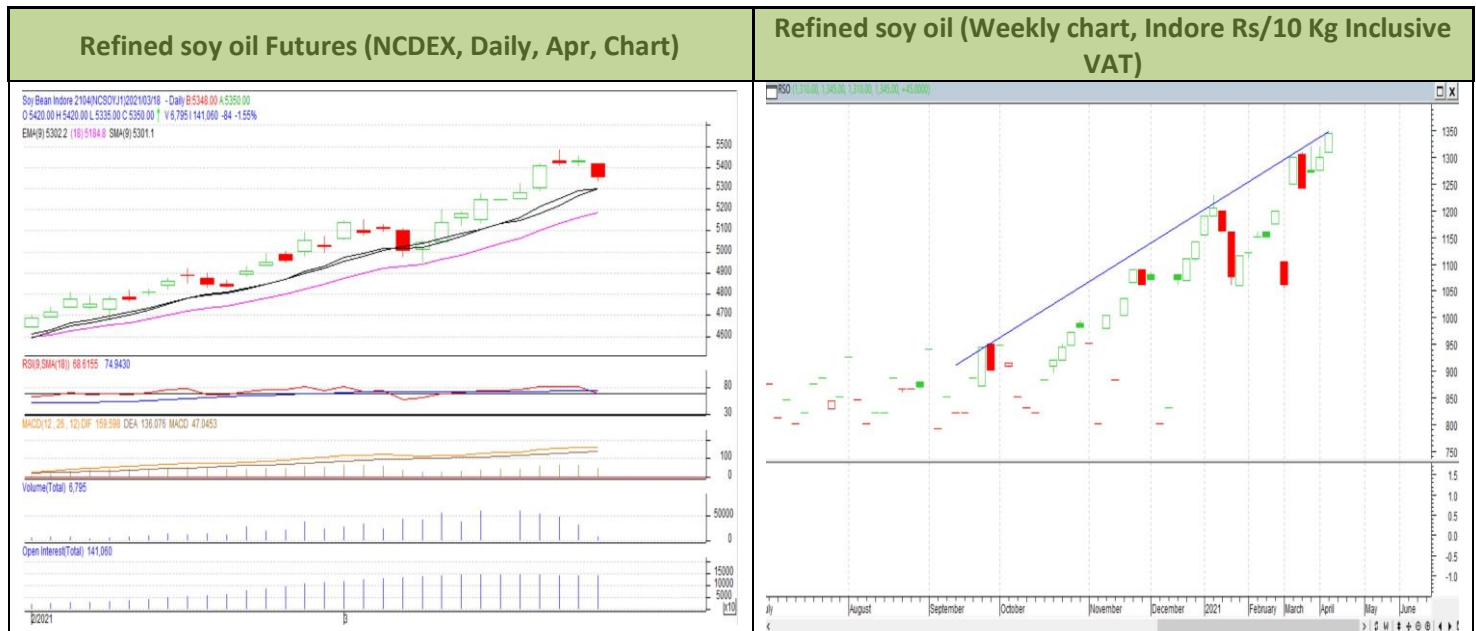 Refined soy oil Futures (NCDEX, Daily, Apr, Chart)
Refined soy oil (Weekly chart, Indore Rs/10 Kg Inclusive
VAT)
Soy Bean Indore 2104(NCSOYJ1)2021/03/18 - Daily B:5348.00 A:5350.00
O 5420.00 H 5420.00 L 5335.00 C 5350.00 V 6,795 I 141,060 -84 -1.55%
EMA(9) 5302.2 (18) 5184.8 SMA(9) 5301.1
5500
5400
5300
5200
5100
5000
4900
4800
4700
4600
RSI(9,SMA(18)) 68.6155 74.9430
80
30
MACD(12 , 26 , 12) DIF 159.598 DEA 136.076 MACD 47.0453
100
0
Volume(Total) 6,795
50000
0
Open Interest(Total) 141,060
15000
10000
5000
x10
2/2021
3
RSO (1,310.00, 1,345.00, 1,310.00, 1,345.00, +45.0000)
1350
1300
1250
1200
1150
1100
1050
1000
950
900
850
800
750
1.5
1.0
0.5
0.0
-0.5
-1.0
August
September
October
November
December
2021
February
March
April
May
June